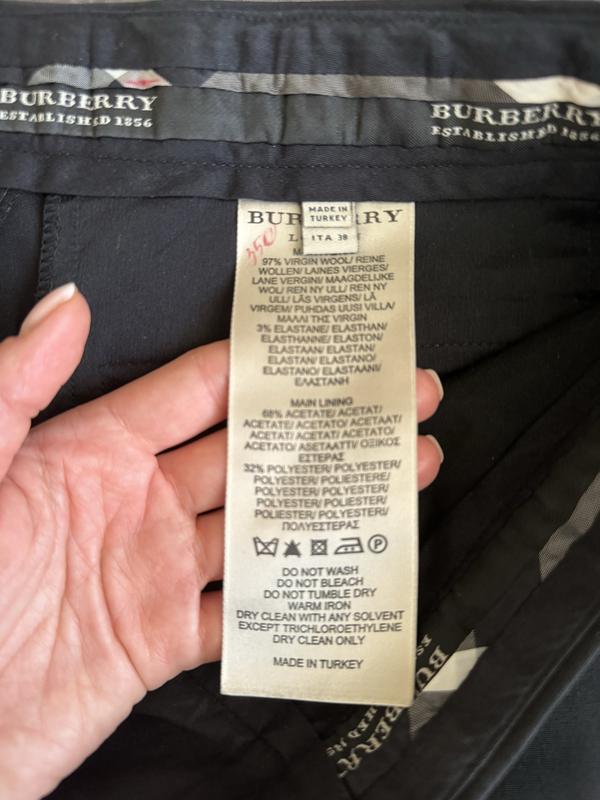 BURBERRY
ESTABLISHED 1856
BURBERRY
ESTABLISHED 1856
BURBERRY
MADE IN
TURKEY
ITA 38
350
97% VIRGIN WOOL/ REINE
WOLLEN/ LAINES VIERGES/
LANE VERGINI/ MAAGDELIJKE
WOL/ REN NY ULL/ REN NY
ULL/ LÃS VIRGENS/ LÃ
VIRGEM/ PUHDAS UUSI VILLA/
ΜΑΛΛΙ ΤΗΣ VIRGIN
3% ELASTANE/ ELASTHAN/
ELASTHANNE/ ELASTON/
ELASTAAN/ ELASTAN/
ELASTAN/ ELASTANO/
ELASTANO/ ELASTAANI/
ΕΛΑΣΤΑΝΗ
MAIN LINING
68% ACETATE/ ACETAT/
ACETATE/ ACETATO/ ACETAAT/
ACETAT/ ACETAT/ ACETATO/
ACETATO/ ASETAATTI/ ΟΞΙΚΟΣ
ΕΣΤΕΡΑΣ
32% POLYESTER/ POLYESTER/
POLYESTER/ POLIESTERE/
POLYESTER/ POLYESTER/
POLYESTER/ POLIESTER/
POLIESTER/ POLYESTERI/
ΠΟΛΥΕΣΤΕΡΑΣ
P
DO NOT WASH
DO NOT BLEACH
DO NOT TUMBLE DRY
WARM IRON
DRY CLEAN WITH ANY SOLVENT
EXCEPT TRICHLOROETHYLENE
DRY CLEAN ONLY
MADE IN TURKEY